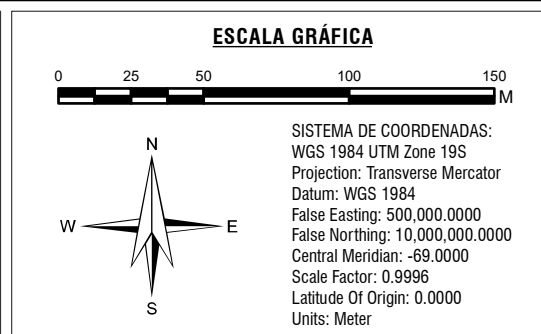 ESCALA GRÁFICA
0 25 50 100 150
M
N
W E
S
SISTEMA DE COORDENADAS:
WGS 1984 UTM Zone 19S
Projection: Transverse Mercator
Datum: WGS 1984
False Easting: 500,000.0000
False Northing: 10,000,000.0000
Central Meridian: -69.0000
Scale Factor: 0.9996
Latitude Of Origin: 0.0000
Units: Meter